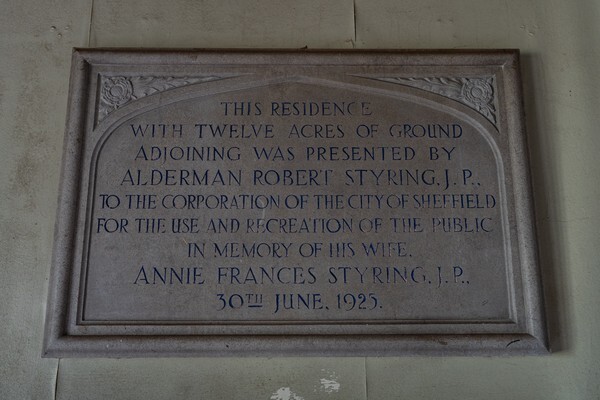 THIS RESIDENCE
WITH TWELVE ACRES OF GROUND
ADJOINING WAS PRESENTED BY
ALDERMAN ROBERT STYRING, J.P.,
TO THE CORPORATION OF THE CITY OF SHEFFIELD
FOR THE USE AND RECREATION OF THE PUBLIC
IN MEMORY OF HIS WIFE,
ANNIE FRANCES STYRING, J.P.,
30TH JUNE, 1925.